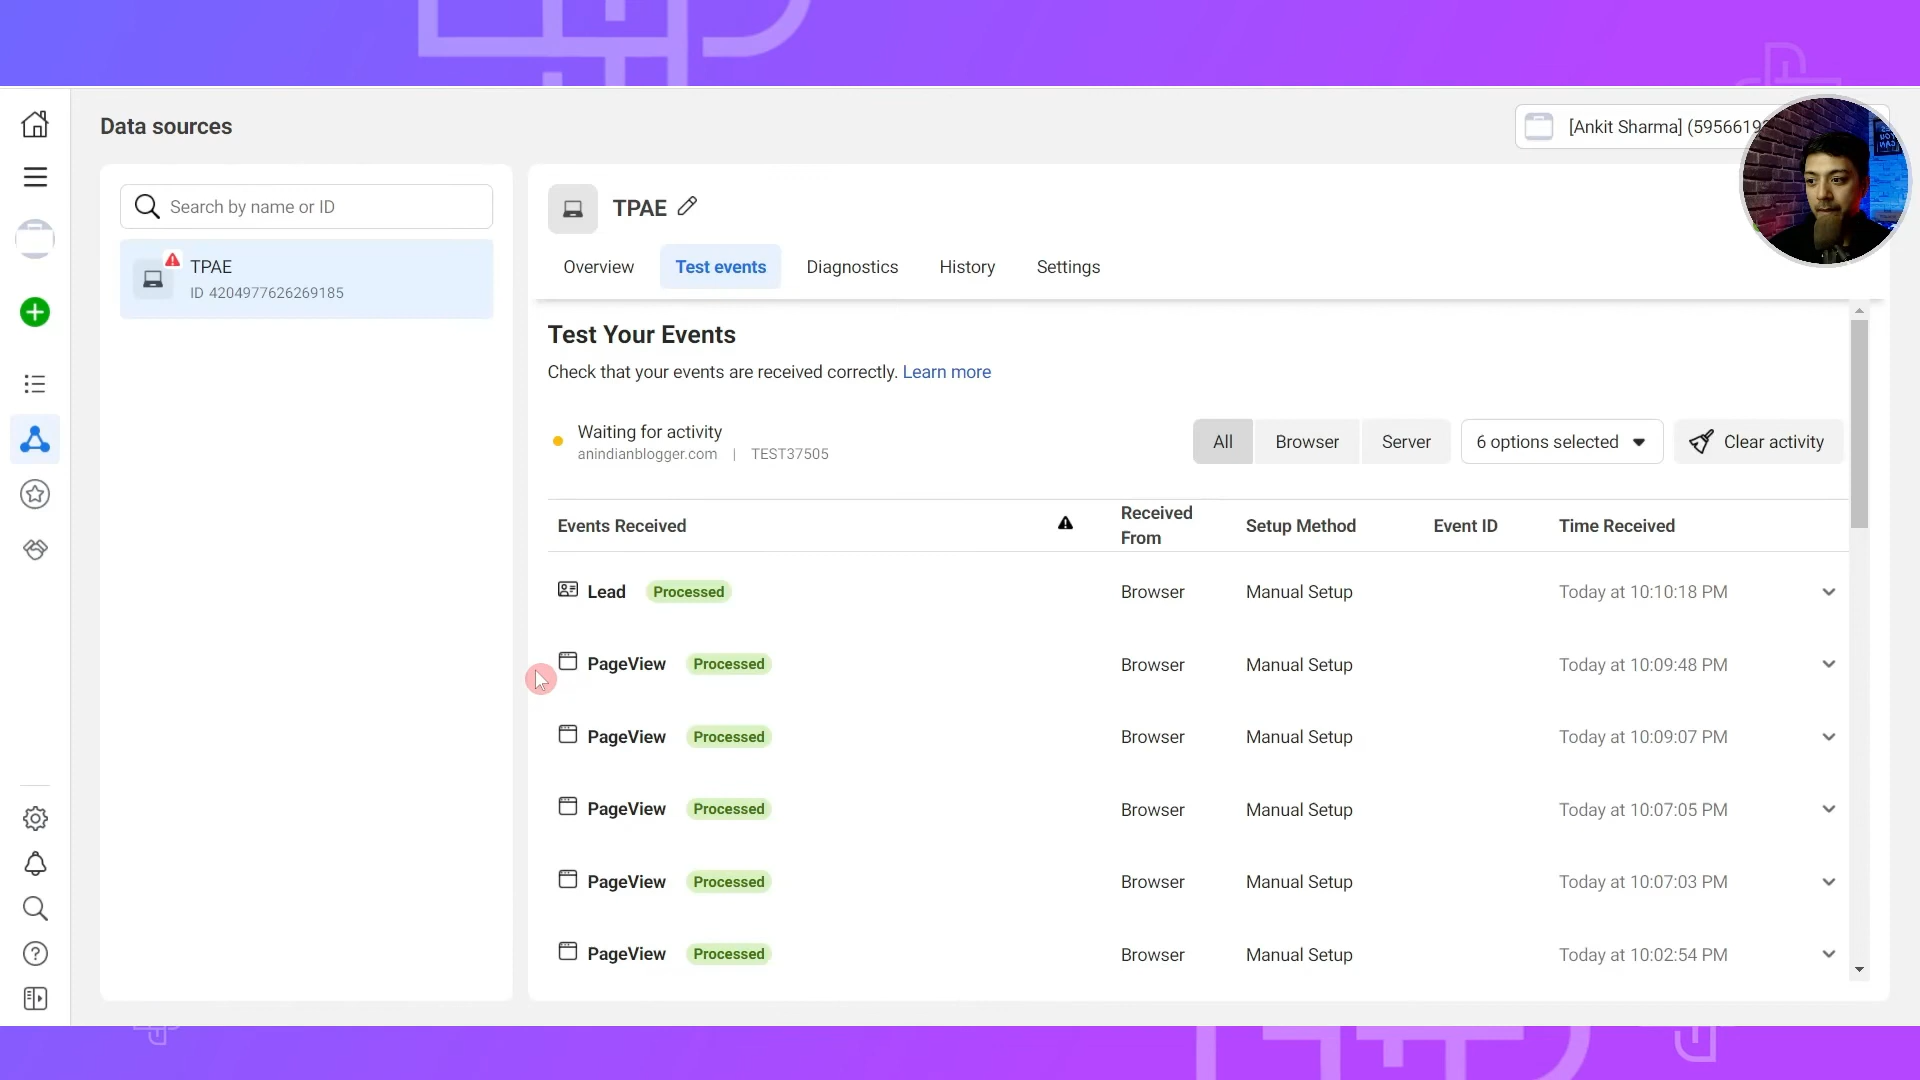 Data sources
[Ankit Sharma] (5956619
Search by name or ID
TPAE
ID 4204977626269185
TPAE
Overview
Test events
Diagnostics
History
Settings
Test Your Events
Check that your events are received correctly. Learn more
Waiting for activity
anindianblogger.com | TEST37505
All
Browser
Server
6 options selected
Clear activity
Events Received
Received From
Setup Method
Event ID
Time Received
Lead Processed Browser Manual Setup Today at 10:10:18 PM
PageView Processed Browser Manual Setup Today at 10:09:48 PM
PageView Processed Browser Manual Setup Today at 10:09:07 PM
PageView Processed Browser Manual Setup Today at 10:07:05 PM
PageView Processed Browser Manual Setup Today at 10:07:03 PM
PageView Processed Browser Manual Setup Today at 10:02:54 PM